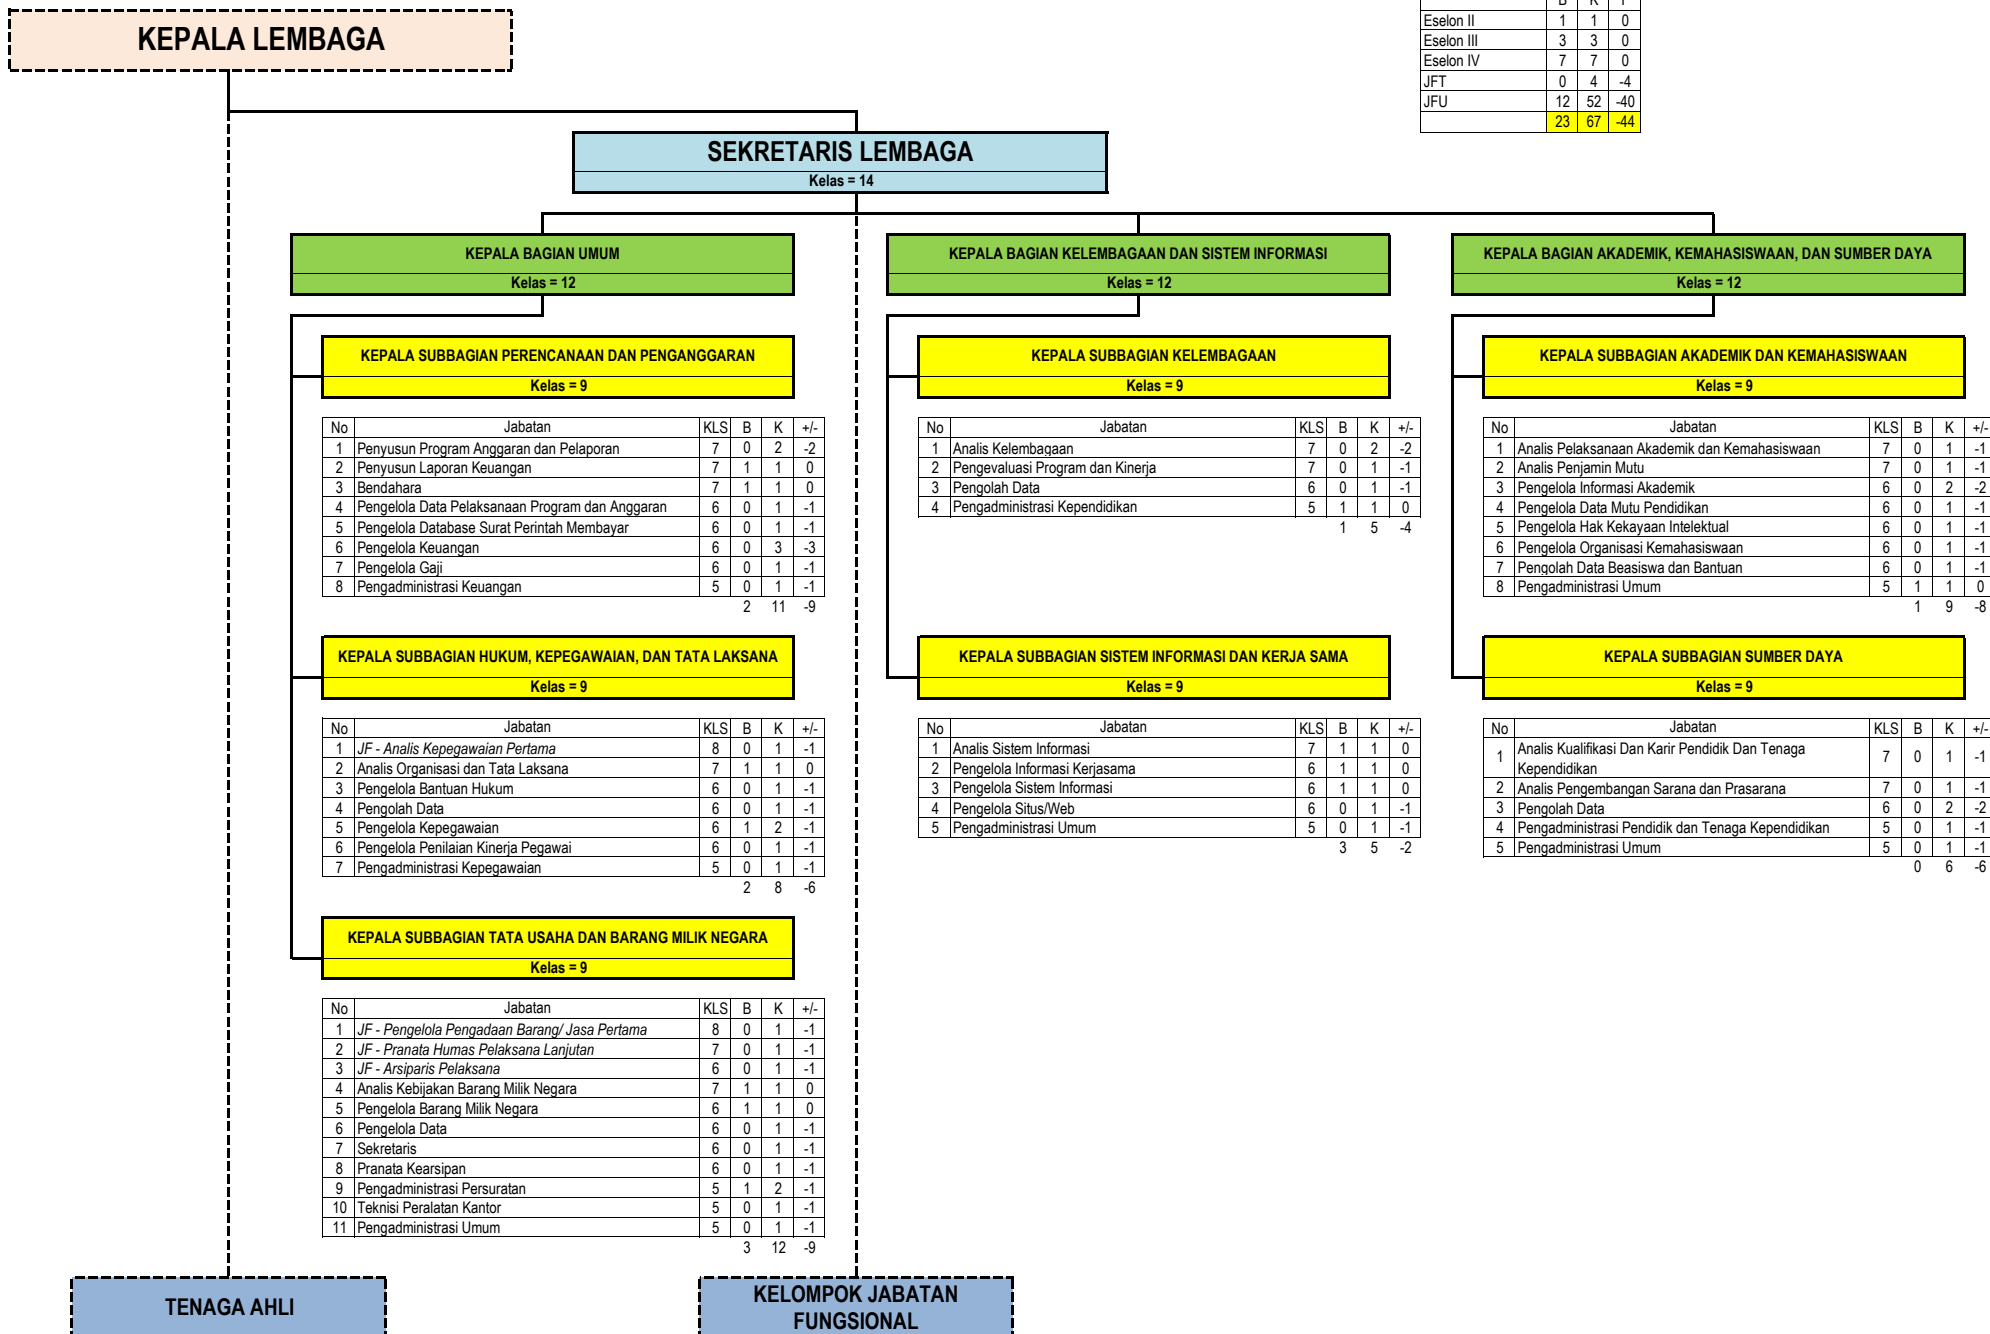 KEPALA LEMBAGA
B K
Eselon II 1 1 0
Eselon III 3 3 0
Eselon IV 7 7 0
JFT 0 4 -4
JFU 12 52 -40
23 67 -44
SEKRETARIS LEMBAGA
Kelas = 14
KEPALA BAGIAN UMUM
Kelas = 12
KEPALA SUBBAGIAN PERENCANAAN DAN PENGANGGARAN
Kelas = 9
No Jabatan KLS B K +/-
1 Penyusun Program Anggaran dan Pelaporan 7 0 2 -2
2 Penyusun Laporan Keuangan 7 1 1 0
3 Bendahara 7 1 1 0
4 Pengelola Data Pelaksanaan Program dan Anggaran 6 0 1 -1
5 Pengelola Database Surat Perintah Membayar 6 0 1 -1
6 Pengelola Keuangan 6 0 3 -3
7 Pengelola Gaji 6 0 1 -1
8 Pengadministrasi Keuangan 5 0 1 -1
2 11 -9
KEPALA SUBBAGIAN HUKUM, KEPEGAWAIAN, DAN TATA LAKSANA
Kelas = 9
No Jabatan KLS B K +/-
1 JF - Analis Kepegawaian Pertama 8 0 1 -1
2 Analis Organisasi dan Tata Laksana 7 1 1 0
3 Pengelola Bantuan Hukum 6 0 1 -1
4 Pengolah Data 6 0 1 -1
5 Pengelola Kepegawaian 6 1 2 -1
6 Pengelola Penilaian Kinerja Pegawai 6 0 1 -1
7 Pengadministrasi Kepegawaian 5 0 1 -1
2 8 -6
KEPALA SUBBAGIAN TATA USAHA DAN BARANG MILIK NEGARA
Kelas = 9
No Jabatan KLS B K +/-
1 JF - Pengelola Pengadaan Barang/ Jasa Pertama 8 0 1 -1
2 JF - Pranata Humas Pelaksana Lanjutan 7 0 1 -1
3 JF - Arsiparis Pelaksana 6 0 1 -1
4 Analis Kebijakan Barang Milik Negara 7 1 1 0
5 Pengelola Barang Milik Negara 6 1 1 0
6 Pengelola Data 6 0 1 -1
7 Sekretaris 6 0 1 -1
8 Pranata Kearsipan 6 0 1 -1
9 Pengadministrasi Persuratan 5 1 2 -1
10 Teknisi Peralatan Kantor 5 0 1 -1
11 Pengadministrasi Umum 5 0 1 -1
3 12 -9
KEPALA BAGIAN KELEMBAGAAN DAN SISTEM INFORMASI
Kelas = 12
KEPALA SUBBAGIAN KELEMBAGAAN
Kelas = 9
No Jabatan KLS B K +/-
1 Analis Kelembagaan 7 0 2 -2
2 Pengevaluasi Program dan Kinerja 7 0 1 -1
3 Pengolah Data 6 0 1 -1
4 Pengadministrasi Kependidikan 5 1 1 0
1 5 -4
KEPALA SUBBAGIAN SISTEM INFORMASI DAN KERJA SAMA
Kelas = 9
No Jabatan KLS B K +/-
1 Analis Sistem Informasi 7 1 1 0
2 Pengelola Informasi Kerjasama 6 1 1 0
3 Pengelola Sistem Informasi 6 1 1 0
4 Pengelola Situs/Web 6 0 1 -1
5 Pengadministrasi Umum 5 0 1 -1
3 5 -2
KEPALA BAGIAN AKADEMIK, KEMAHASISWAAN, DAN SUMBER DAYA
Kelas = 12
KEPALA SUBBAGIAN AKADEMIK DAN KEMAHASISWAAN
Kelas = 9
No Jabatan KLS B K +/-
1 Analis Pelaksanaan Akademik dan Kemahasiswaan 7 0 1 -1
2 Analis Penjamin Mutu 7 0 1 -1
3 Pengelola Informasi Akademik 6 0 2 -2
4 Pengelola Data Mutu Pendidikan 6 0 1 -1
5 Pengelola Hak Kekayaan Intelektual 6 0 1 -1
6 Pengelola Organisasi Kemahasiswaan 6 0 1 -1
7 Pengolah Data Beasiswa dan Bantuan 6 0 1 -1
8 Pengadministrasi Umum 5 1 1 0
1 9 -8
KEPALA SUBBAGIAN SUMBER DAYA
Kelas = 9
No Jabatan KLS B K +/-
1 Analis Kualifikasi Dan Karir Pendidik Dan Tenaga
Kependidikan 7 0 1 -1
2 Analis Pengembangan Sarana dan Prasarana 7 0 1 -1
3 Pengolah Data 6 0 2 -2
4 Pengadministrasi Pendidik dan Tenaga Kependidikan 5 0 1 -1
5 Pengadministrasi Umum 5 0 1 -1
0 6 -6
TENAGA AHLI
KELOMPOK JABATAN
FUNGSIONAL